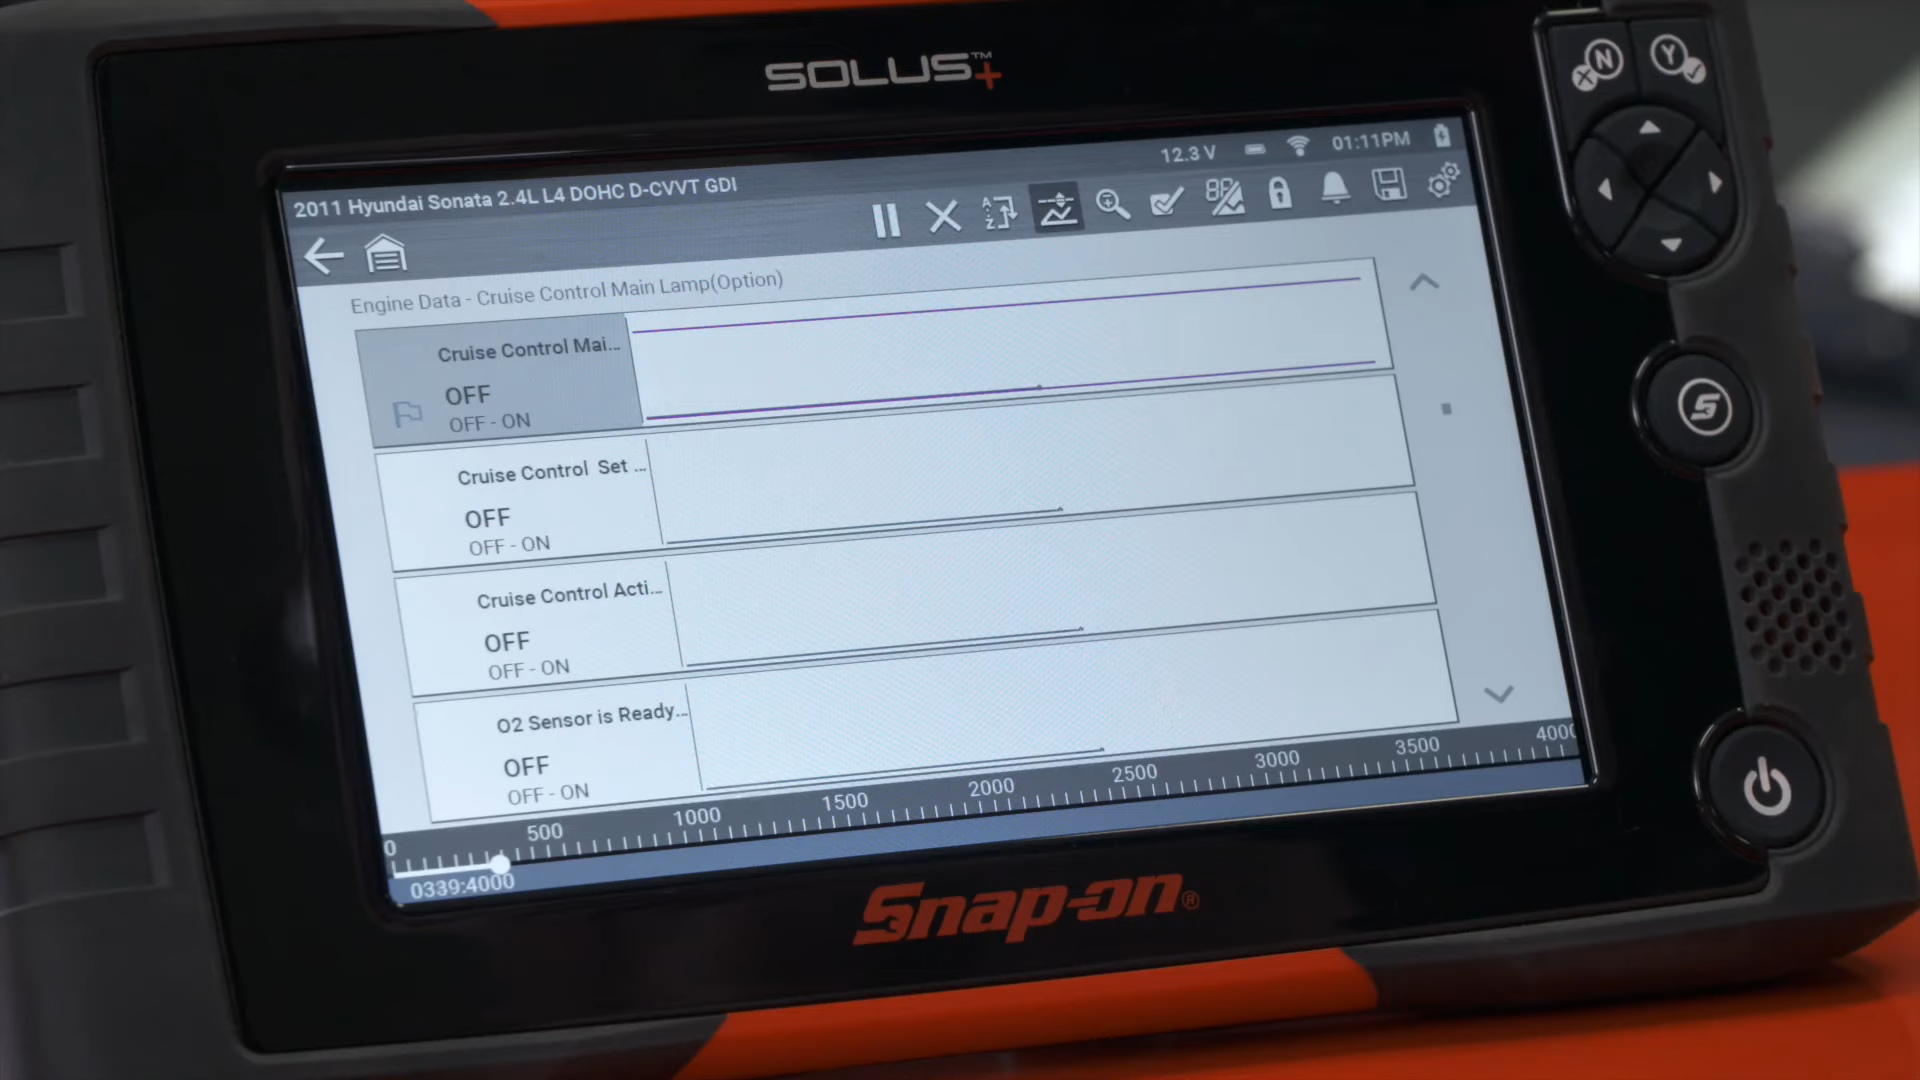 SOLUS+™
N
Y
12.3 V
01:11PM
2011 Hyundai Sonata 2.4L L4 DOHC D-CVVT GDI
A
Z
Engine Data - Cruise Control Main Lamp(Option)
Cruise Control Mai...
OFF
OFF - ON
Cruise Control Set ...
OFF
OFF - ON
Cruise Control Acti...
OFF
OFF - ON
O2 Sensor is Ready...
OFF
OFF - ON
0 500 1000 1500 2000 2500 3000 3500 4000
0339:4000
S
Snap-on®